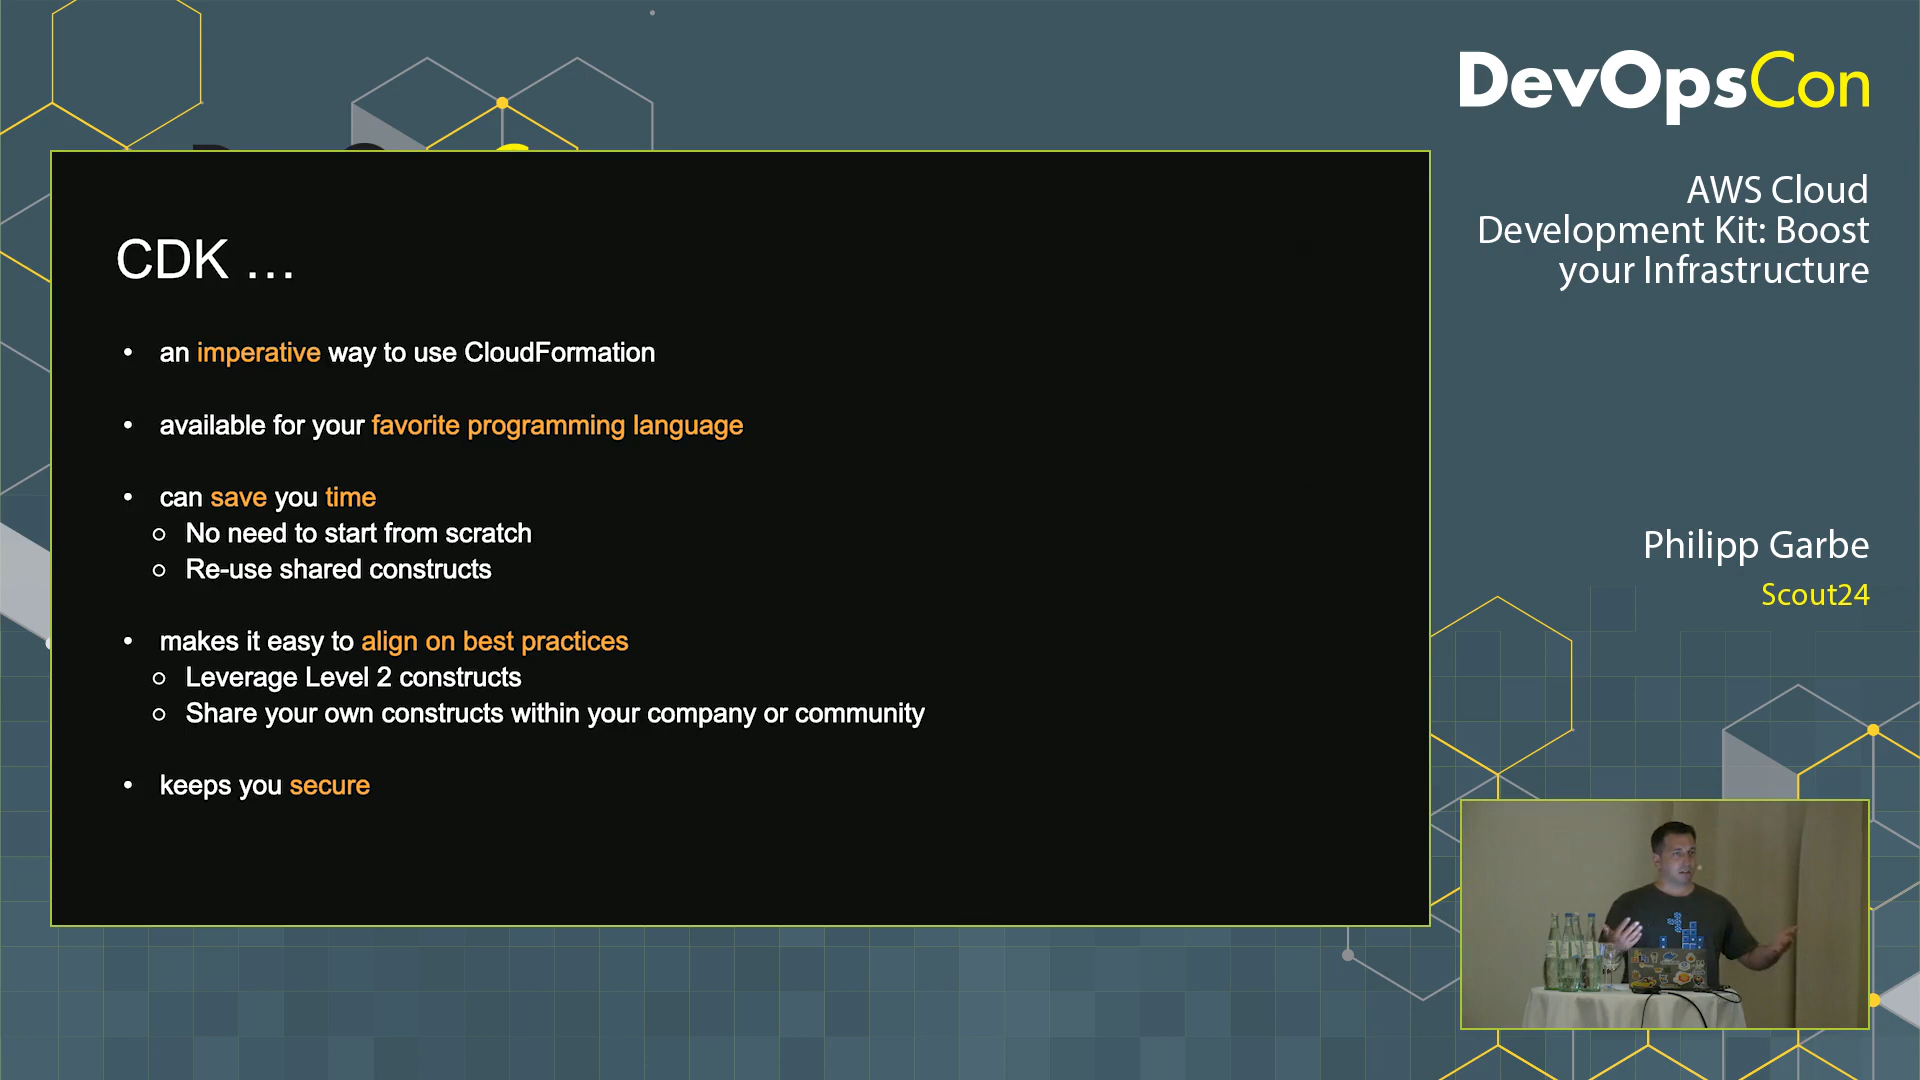 DevOpsCon
AWS Cloud
Development Kit: Boost
your Infrastructure
CDK …
• an imperative way to use CloudFormation
• available for your favorite programming language
• can save you time
○ No need to start from scratch
○ Re-use shared constructs
• makes it easy to align on best practices
○ Leverage Level 2 constructs
○ Share your own constructs within your company or community
• keeps you secure
Philipp Garbe
Scout24